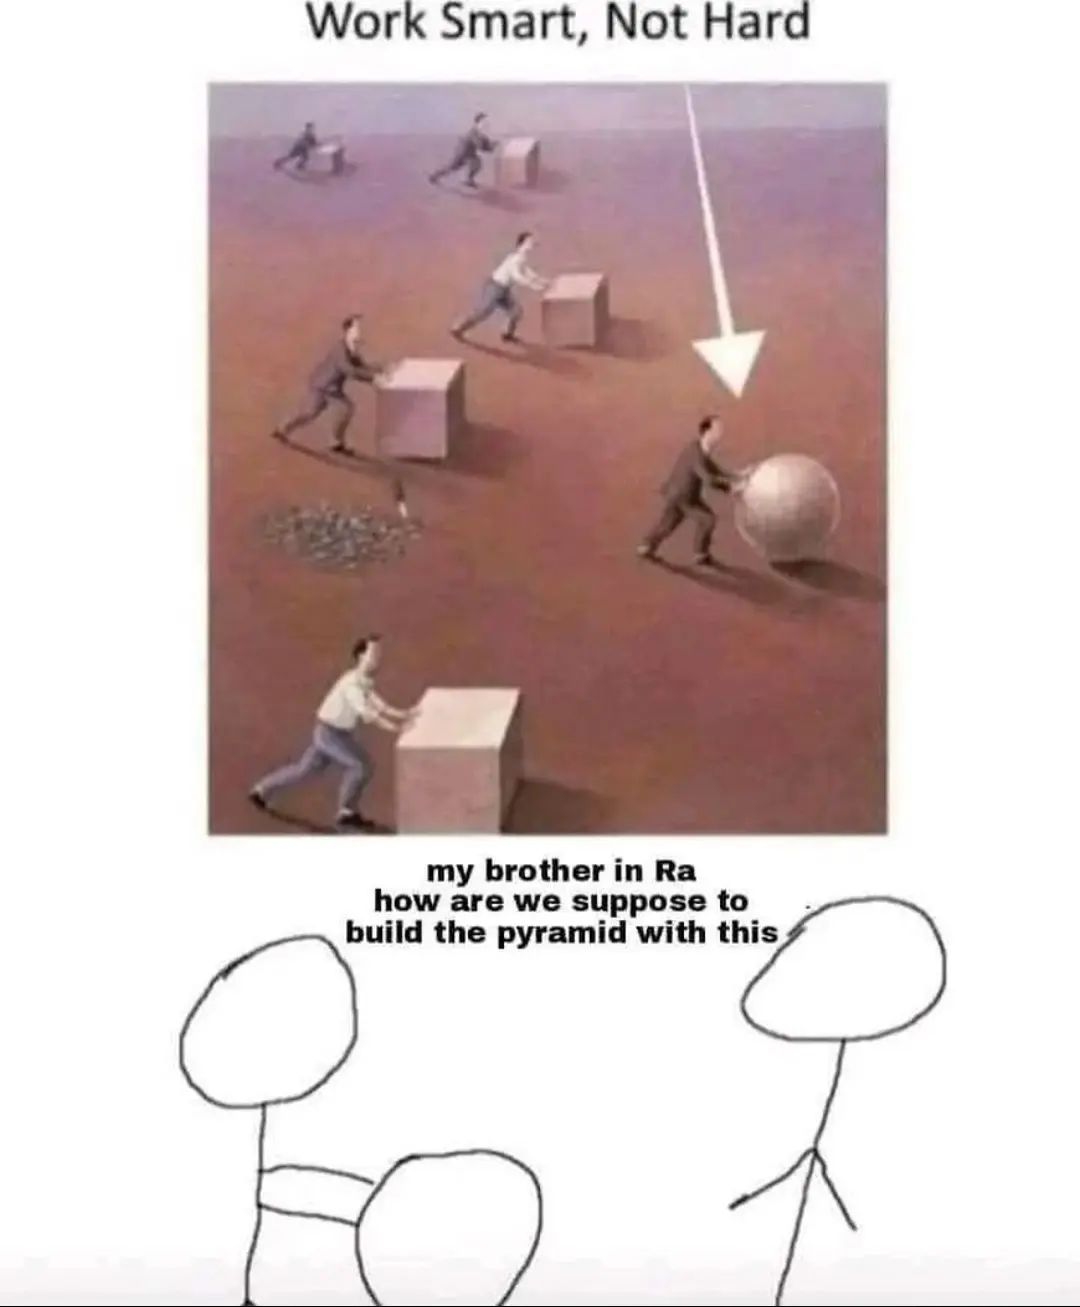 Work Smart, Not Hard
my brother in Ra
how are we suppose to
build the pyramid with this